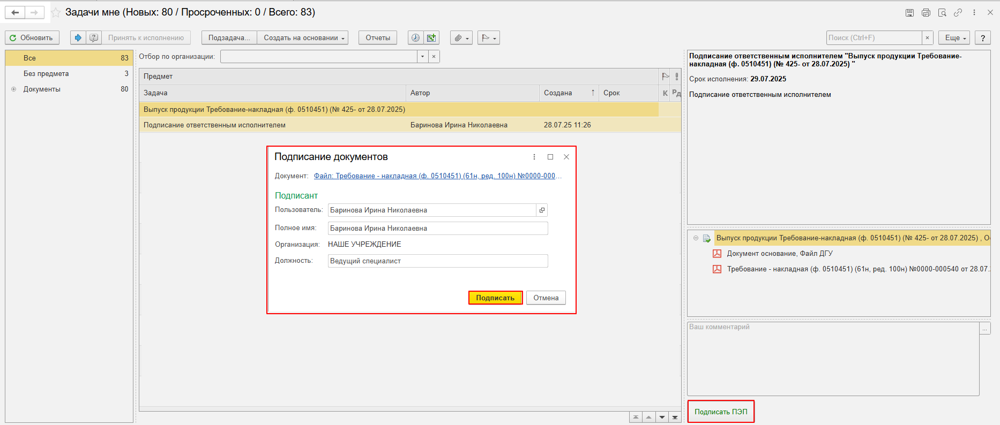 Задачи мне (Новых: 80 / Просроченных: 0 / Всего: 83)
Обновить
Принять к исполнению
Подзадача...
Создать на основании
Отчеты
Поиск (Ctrl+F)
×
Еще
?
Все 83
Без предмета 3
Документы 80
Отбор по организации:
Предмет
Задача Автор Создана ↑ Срок К Рд
Выпуск продукции Требование-накладная (ф. 0510451) (№ 425- от 28.07.2025)
Подписание ответственным исполнителем Баринова Ирина Николаевна 28.07.25 11:26
Подписание документов
Документ: Файл: Требование - накладная (ф. 0510451) (61н, ред. 100н) №0000-000...
Подписант
Пользователь: Баринова Ирина Николаевна
Полное имя: Баринова Ирина Николаевна
Организация: НАШЕ УЧРЕЖДЕНИЕ
Должность: Ведущий специалист
Подписать
Отмена
Подписание ответственным исполнителем "Выпуск продукции Требование-
накладная (ф. 0510451) (№ 425- от 28.07.2025) "
Срок исполнения: 29.07.2025
Подписание ответственным исполнителем
Выпуск продукции Требование-накладная (ф. 0510451) (№ 425- от 28.07.2025) , Ос
Документ основание, Файл ДГУ
Требование - накладная (ф. 0510451) (61н, ред. 100н) №0000-000540 от 28.07.
Ваш комментарий
...
Подписать ПЭП